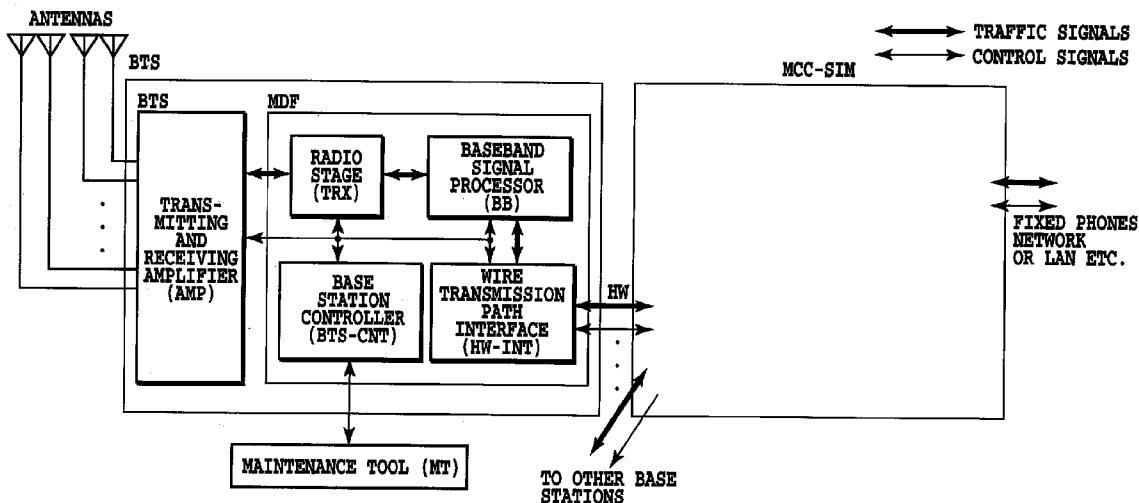 ANTENNAS
TRAFFIC SIGNALS
CONTROL SIGNALS
BTS
MCC-SIM
BTS
MDF
TRANS-
MITTING
AND
RECEIVING
AMPLIFIER
(AMP)
RADIO
STAGE
(TRX)
BASEBAND
SIGNAL
PROCESSOR
(BB)
BASE
STATION
CONTROLLER
(BTS-CNT)
WIRE
TRANSMISSION
PATH
INTERFACE
(HW-INT)
HW
FIXED PHONES
NETWORK
OR LAN ETC.
MAINTENANCE TOOL (MT)
TO OTHER BASE
STATIONS